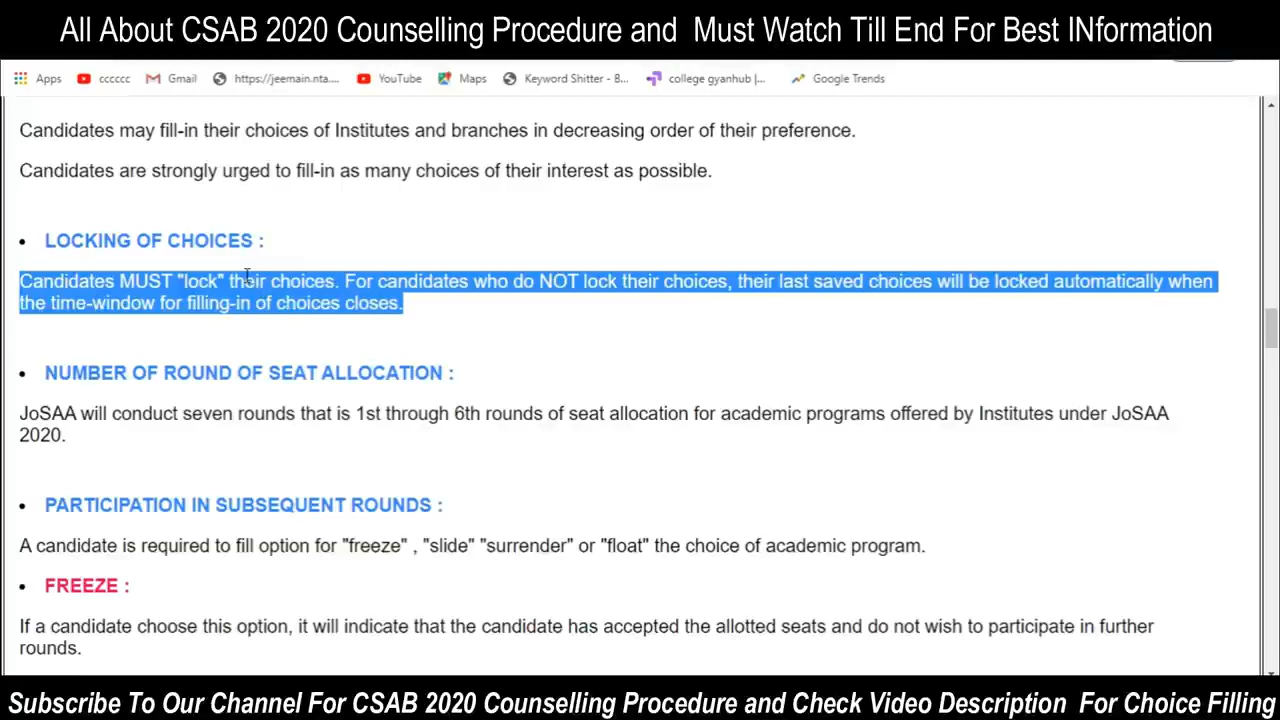 All About CSAB 2020 Counselling Procedure and Must Watch Till End For Best INformation
Apps cccccc Gmail https://jeemain.nta.... YouTube Maps Keyword Shitter - B... college gyanhub |... Google Trends
Candidates may fill-in their choices of Institutes and branches in decreasing order of their preference.
Candidates are strongly urged to fill-in as many choices of their interest as possible.
• LOCKING OF CHOICES :
Candidates MUST "lock" their choices. For candidates who do NOT lock their choices, their last saved choices will be locked automatically when
the time-window for filling-in of choices closes.
• NUMBER OF ROUND OF SEAT ALLOCATION :
JoSAA will conduct seven rounds that is 1st through 6th rounds of seat allocation for academic programs offered by Institutes under JoSAA
2020.
• PARTICIPATION IN SUBSEQUENT ROUNDS :
A candidate is required to fill option for "freeze" , "slide" "surrender" or "float" the choice of academic program.
• FREEZE :
If a candidate choose this option, it will indicate that the candidate has accepted the allotted seats and do not wish to participate in further
rounds.
Subscribe To Our Channel For CSAB 2020 Counselling Procedure and Check Video Description For Choice Filling